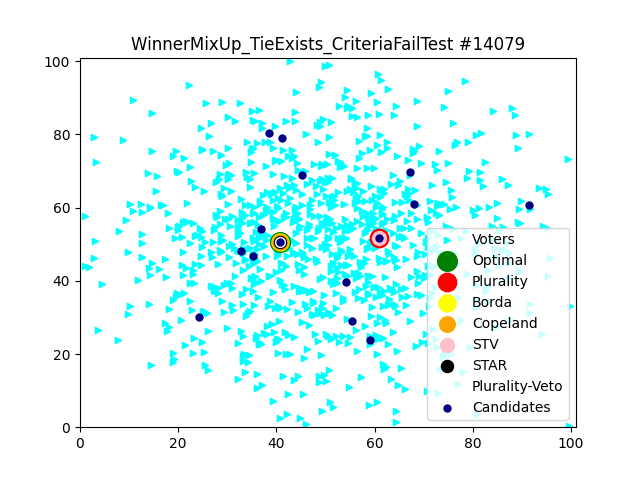 WinnerMixUp_TieExists_CriteriaFailTest #14079
100
80
60
40
20
0
0
20
40
60
80
100
Voters
Optimal
Plurality
Borda
Copeland
STV
STAR
Plurality-Veto
Candidates